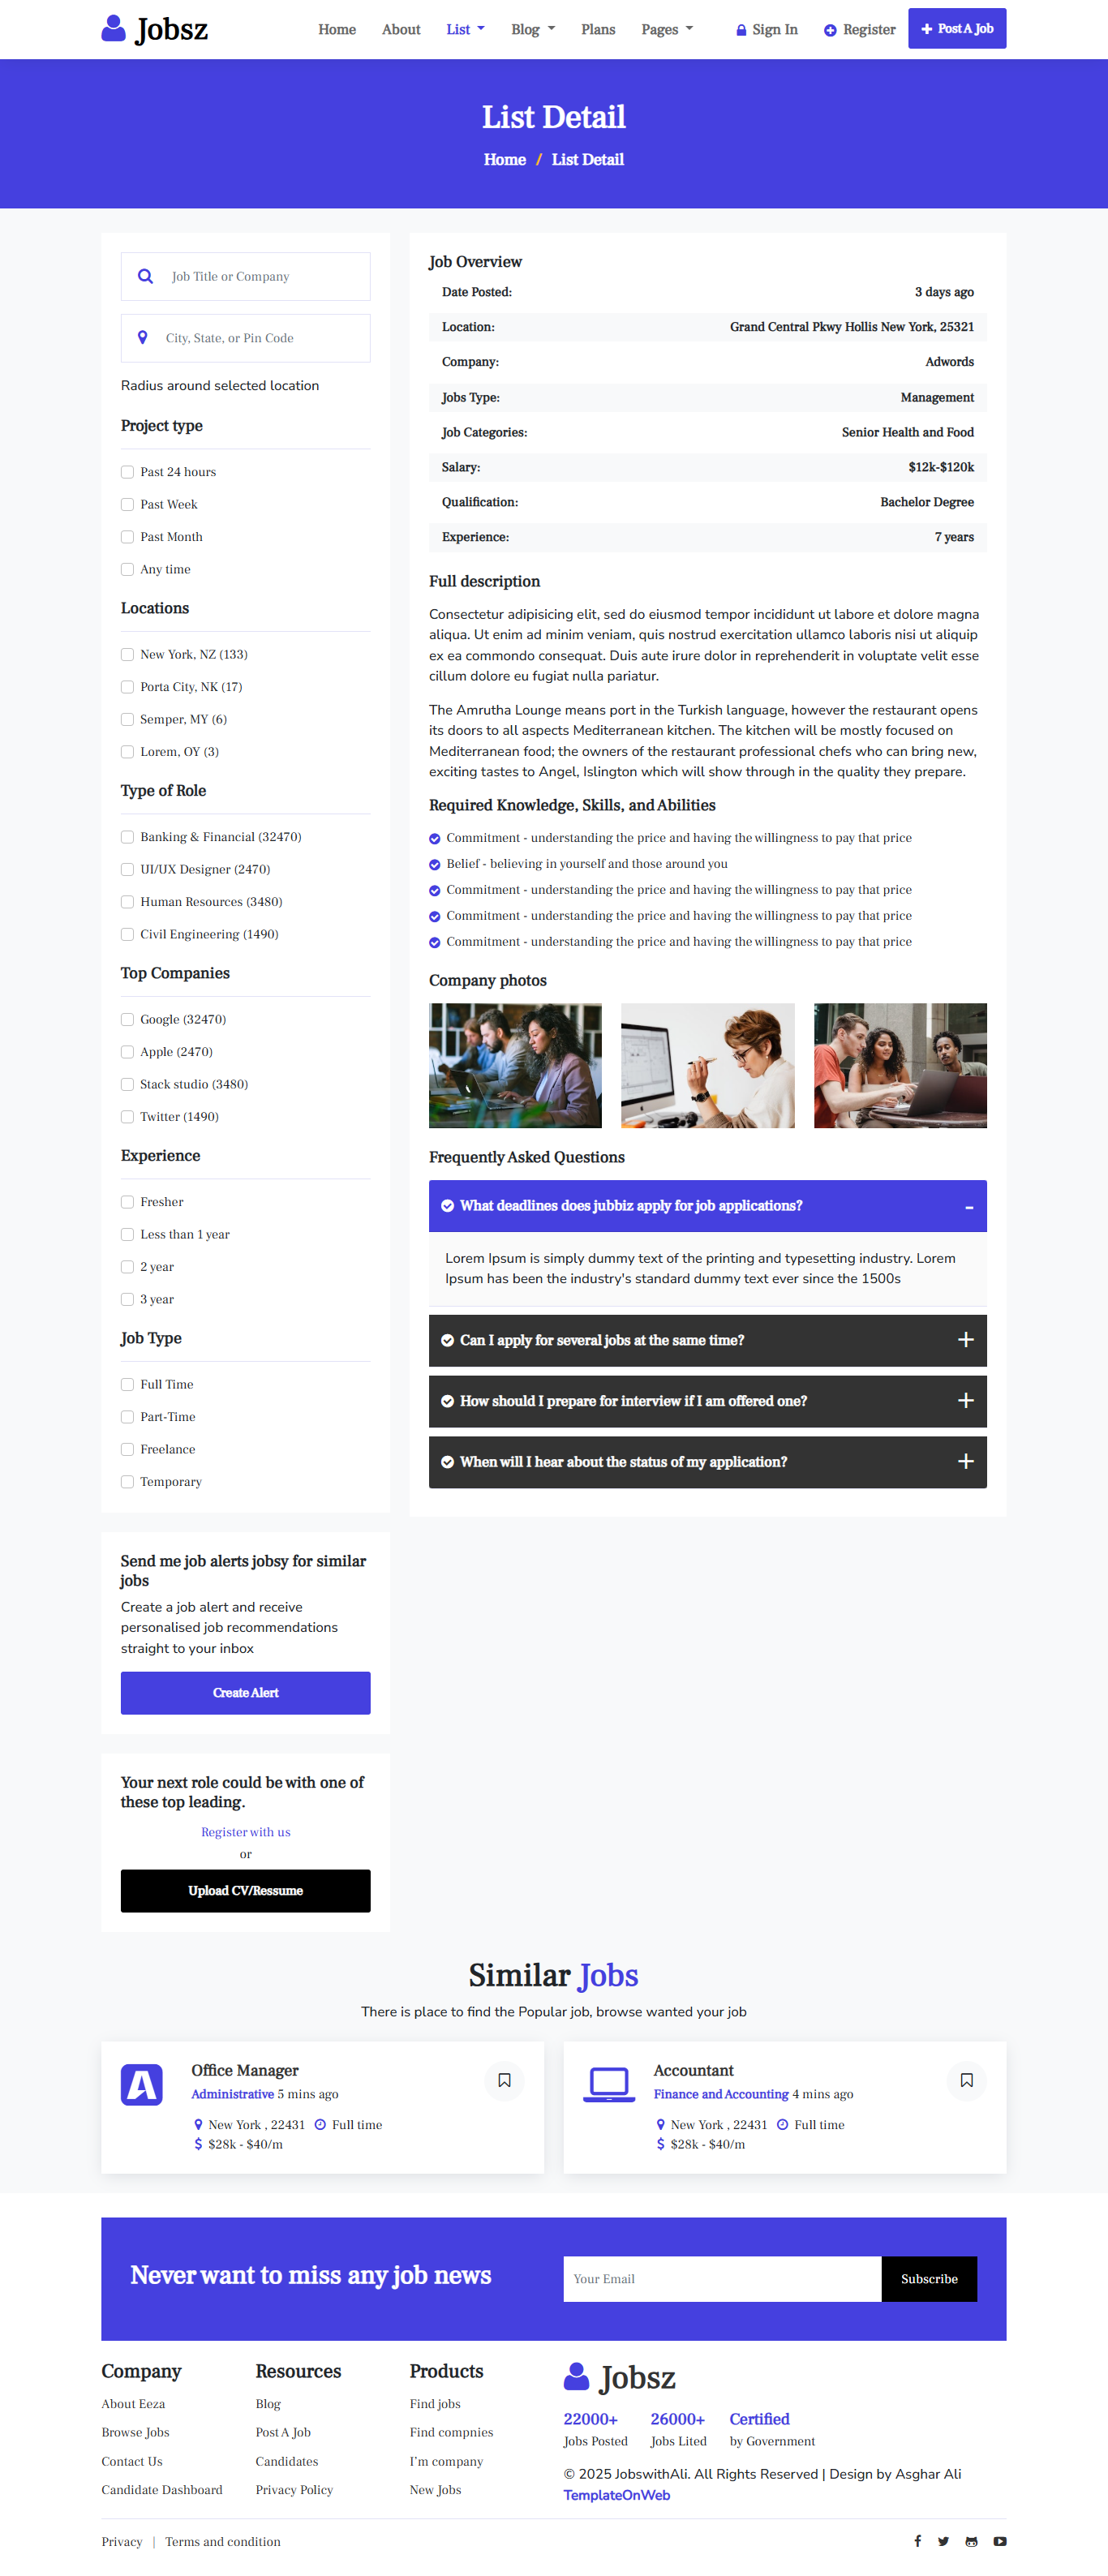 Jobsz
Home About List Blog Plans Pages Sign In Register Post A Job
List Detail
Home / List Detail
Job Title or Company
City, State, or Pin Code
Radius around selected location
Project type
Past 24 hours
Past Week
Past Month
Any time
Locations
New York, NZ (133)
Porta City, NK (17)
Semper, MY (6)
Lorem, OY (3)
Type of Role
Banking & Financial (32470)
UI/UX Designer (2470)
Human Resources (3480)
Civil Engineering (1490)
Top Companies
Google (32470)
Apple (2470)
Stack studio (3480)
Twitter (1490)
Experience
Fresher
Less than 1 year
2 year
3 year
Job Type
Full Time
Part-Time
Freelance
Temporary
Send me job alerts jobsy for similar
jobs
Create a job alert and receive
personalised job recommendations
straight to your inbox
Create Alert
Your next role could be with one of
these top leading.
Register with us
or
Upload CV/Ressume
Job Overview
Date Posted: 3 days ago
Location: Grand Central Pkwy Hollis New York, 25321
Company: Adwords
Jobs Type: Management
Job Categories: Senior Health and Food
Salary: $12k-$120k
Qualification: Bachelor Degree
Experience: 7 years
Full description
Consectetur adipisicing elit, sed do eiusmod tempor incididunt ut labore et dolore magna
aliqua. Ut enim ad minim veniam, quis nostrud exercitation ullamco laboris nisi ut aliquip
ex ea commondo consequat. Duis aute irure dolor in reprehenderit in voluptate velit esse
cillum dolore eu fugiat nulla pariatur.
The Amrutha Lounge means port in the Turkish language, however the restaurant opens
its doors to all aspects Mediterranean kitchen. The kitchen will be mostly focused on
Mediterranean food; the owners of the restaurant professional chefs who can bring new,
exciting tastes to Angel, Islington which will show through in the quality they prepare.
Required Knowledge, Skills, and Abilities
Commitment - understanding the price and having the willingness to pay that price
Belief - believing in yourself and those around you
Commitment - understanding the price and having the willingness to pay that price
Commitment - understanding the price and having the willingness to pay that price
Commitment - understanding the price and having the willingness to pay that price
Company photos
Frequently Asked Questions
What deadlines does jubbiz apply for job applications? -
Lorem Ipsum is simply dummy text of the printing and typesetting industry. Lorem
Ipsum has been the industry's standard dummy text ever since the 1500s
Can I apply for several jobs at the same time? +
How should I prepare for interview if I am offered one? +
When will I hear about the status of my application? +
Similar Jobs
There is place to find the Popular job, browse wanted your job
Office Manager
Administrative 5 mins ago
New York , 22431 Full time
$ $28k - $40/m
Accountant
Finance and Accounting 4 mins ago
New York , 22431 Full time
$ $28k - $40/m
Never want to miss any job news
Your Email
Subscribe
Company
About Eeza
Browse Jobs
Contact Us
Candidate Dashboard
Resources
Blog
Post A Job
Candidates
Privacy Policy
Products
Find jobs
Find compnies
I'm company
New Jobs
Jobsz
22000+ 26000+ Certified
Jobs Posted Jobs Lited by Government
© 2025 JobswithAli. All Rights Reserved | Design by Asghar Ali
TemplateOnWeb
Privacy | Terms and condition